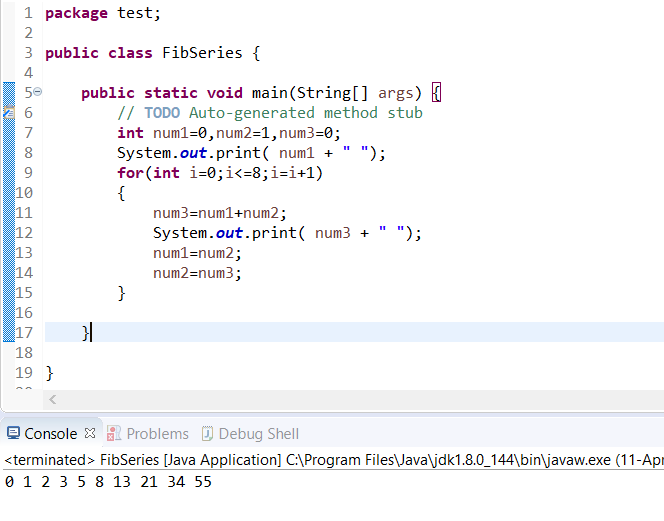 1 package test;
2
3 public class FibSeries {
4
5 public static void main(String[] args) {
6 // TODO Auto-generated method stub
7 int num1=0,num2=1,num3=0;
8 System.out.print( num1 + " ");
9 for(int i=0;i<=8;i=i+1)
10 {
11 num3=num1+num2;
12 System.out.print( num3 + " ");
13 num1=num2;
14 num2=num3;
15 }
16
17 }
18
19 }
Console Problems Debug Shell
<terminated> FibSeries [Java Application] C:\Program Files\Java\jdk1.8.0_144\bin\javaw.exe (11-Apr
0 1 2 3 5 8 13 21 34 55